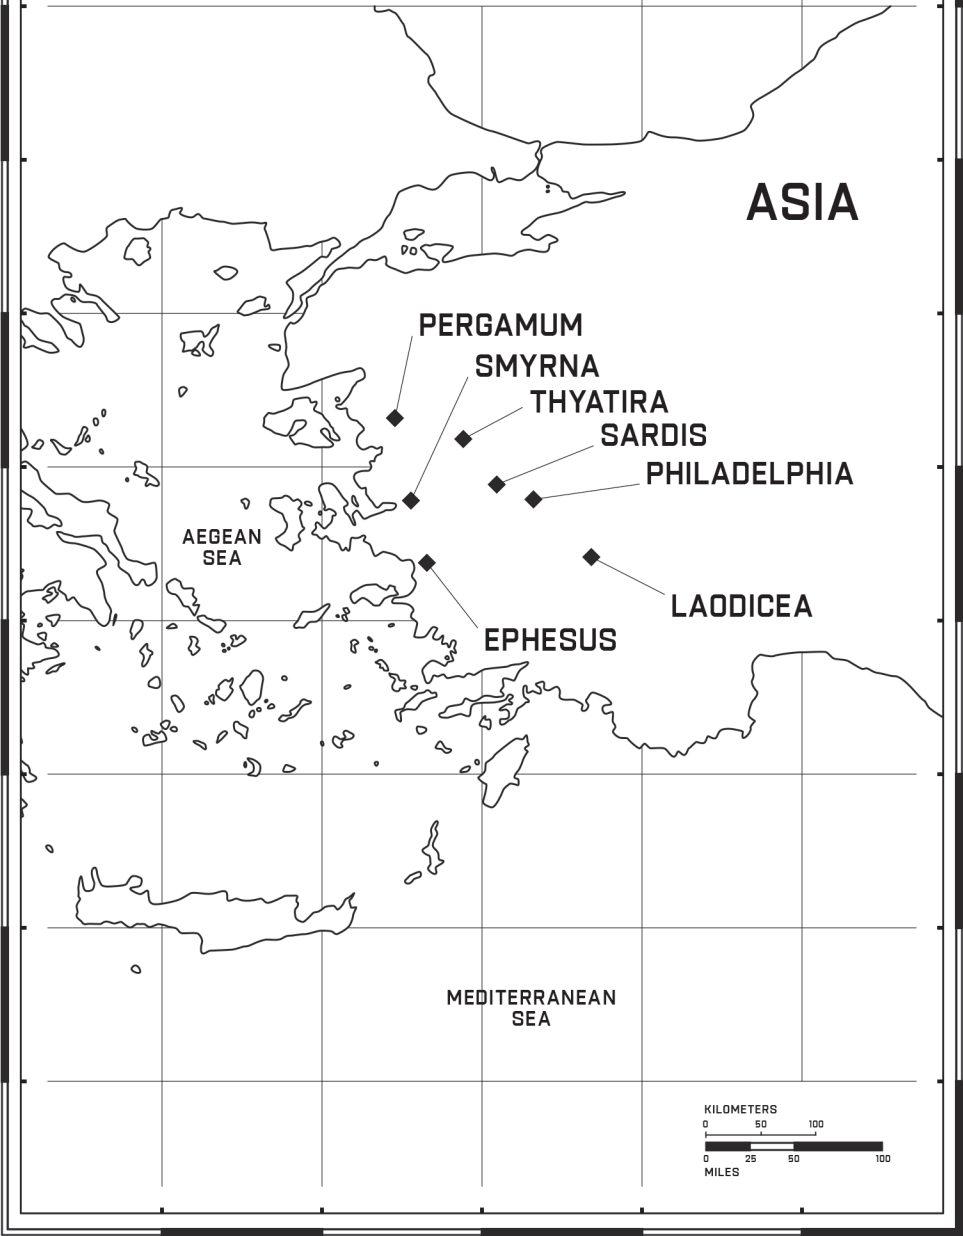 ASIA
PERGAMUM
SMYRNA
THYATIRA
SARDIS
PHILADELPHIA
AEGEAN
SEA
LAODICEA
EPHESUS
MEDITERRANEAN
SEA
KILOMETERS
0 50 100
0 25 50 100
MILES